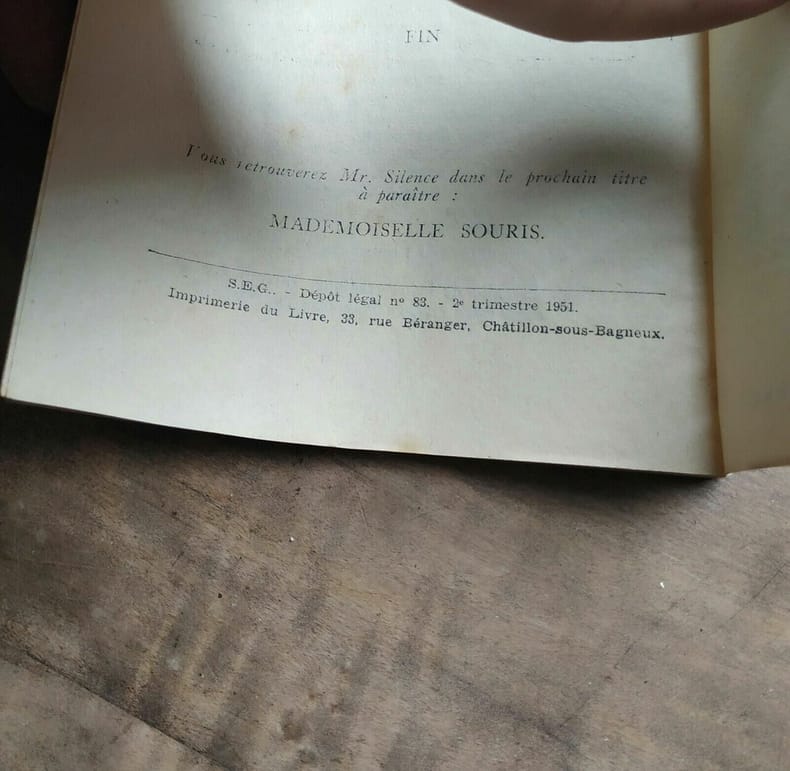 FIN
Vous retrouverez Mr. Silence dans le prochain titre
à paraître :
MADEMOISELLE SOURIS.
S.E.G.. - Dépôt légal nº 83. - 2e trimestre 1951.
Imprimerie du Livre, 33, rue Béranger, Châtillon-sous-Bagneux.